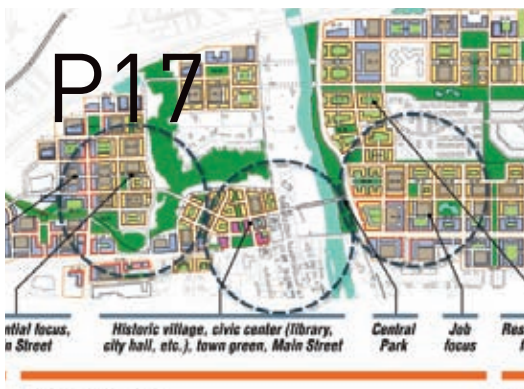 P17
ntial focus,
n Street
Historic village, civic center (library,
city hall, etc.), town green, Main Street
Central
Park
Job
focus
Res
f